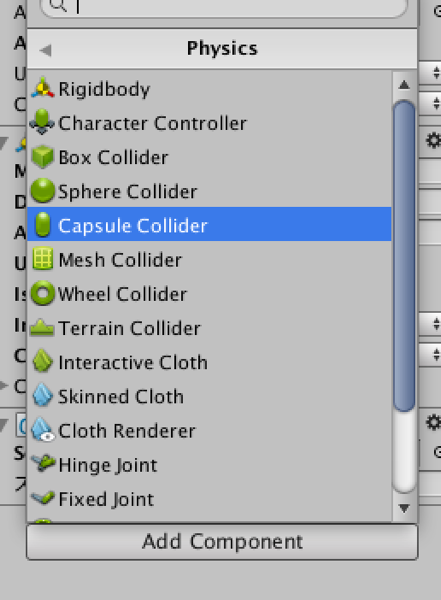 Physics
Rigidbody
Character Controller
Box Collider
Sphere Collider
Capsule Collider
Mesh Collider
Wheel Collider
Terrain Collider
Interactive Cloth
Skinned Cloth
Cloth Renderer
Hinge Joint
Fixed Joint
Add Component